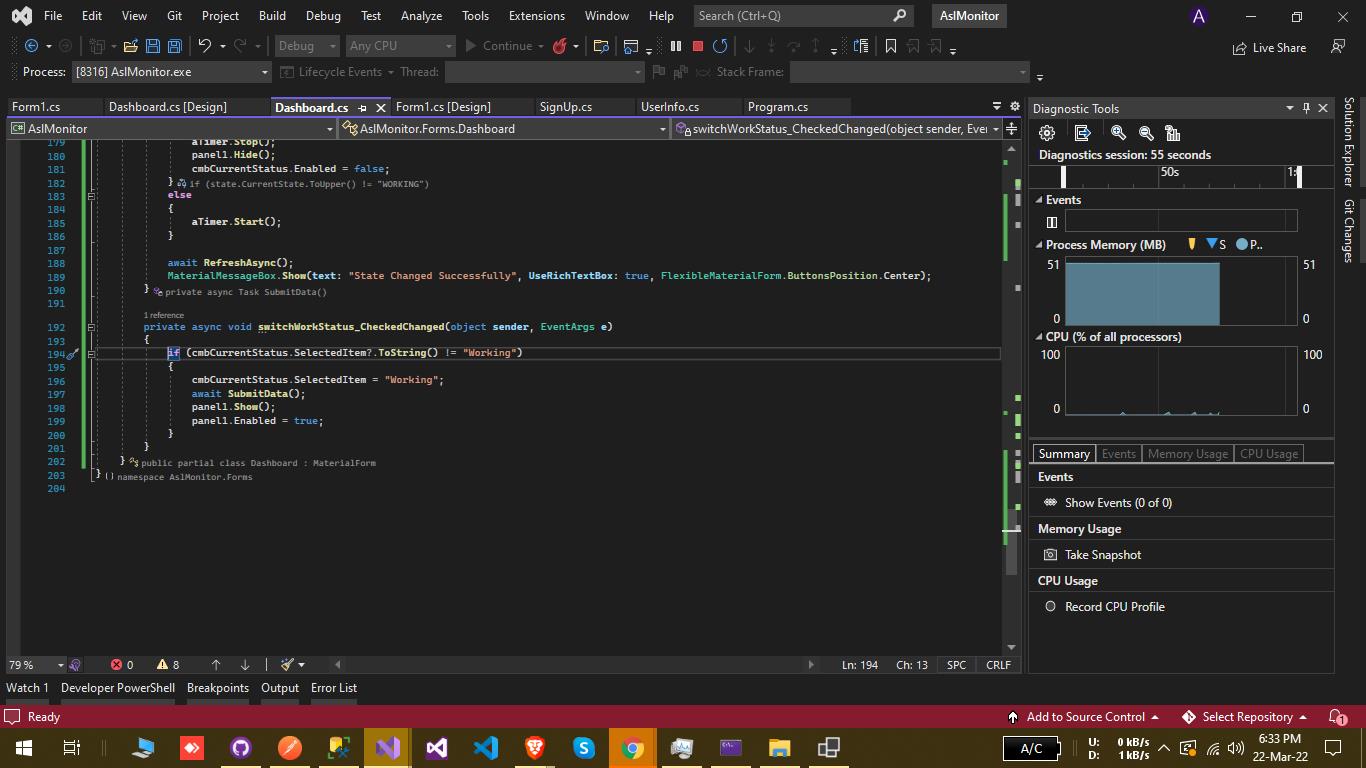 File Edit View Git Project Build Debug Test Analyze Tools Extensions Window Help Search (Ctrl+Q) AslMonitor A
Debug Any CPU Continue Live Share
Process: [8316] AslMonitor.exe Lifecycle Events Thread: Stack Frame:
Form1.cs Dashboard.cs [Design] Dashboard.cs Form1.cs [Design] SignUp.cs UserInfo.cs Program.cs
C# AslMonitor AslMonitor.Forms.Dashboard switchWorkStatus_CheckedChanged(object sender, Ever
179 aTimer.Stop();
180 panel1.Hide();
181 cmbCurrentStatus.Enabled = false;
182 } if (state.CurrentState.ToUpper() != "WORKING")
183 else
184 {
185 aTimer.Start();
186 }
187
188 await RefreshAsync();
189 MaterialMessageBox.Show(text: "State Changed Successfully", UseRichTextBox: true, FlexibleMaterialForm.ButtonsPosition.Center);
190 } private async Task SubmitData()
191
1 reference
192 private async void switchWorkStatus_CheckedChanged(object sender, EventArgs e)
193 {
194 if (cmbCurrentStatus.SelectedItem?.ToString() != "Working")
195 {
196 cmbCurrentStatus.SelectedItem = "Working";
197 await SubmitData();
198 panel1.Show();
199 panel1.Enabled = true;
200 }
201 }
202 } public partial class Dashboard : MaterialForm
203 } namespace AslMonitor.Forms
204
79 % 0 8 Ln: 194 Ch: 13 SPC CRLF
Diagnostic Tools
Diagnostics session: 55 seconds
50s 1:
Events
Process Memory (MB) S P..
51 51
0 0
CPU (% of all processors)
100 100
0 0
Summary Events Memory Usage CPU Usage
Events
Show Events (0 of 0)
Memory Usage
Take Snapshot
CPU Usage
Record CPU Profile
Solution Explorer
Git Changes
Watch 1 Developer PowerShell Breakpoints Output Error List
Ready Add to Source Control Select Repository 1
A/C U: 0 kB/s
D: 1 kB/s
6:33 PM
22-Mar-22